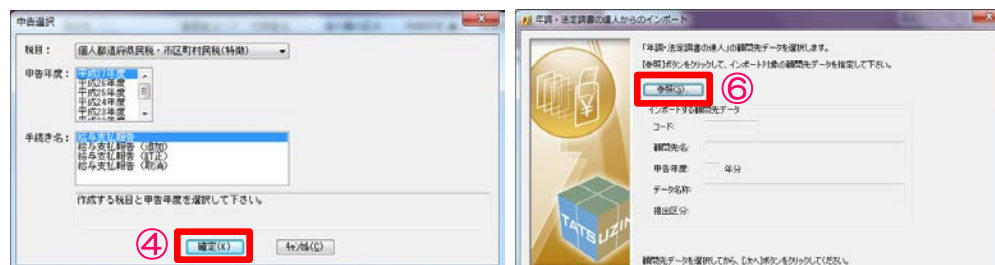 申告選択
税目：
個人都道府県民税・市区町村民税(特徴)
申告年度：
平成27年度
平成26年度
平成25年度
平成24年度
平成23年度
手続き名：
給与支払報告
給与支払報告（追加）
給与支払報告（訂正）
給与支払報告（取消）
作成する税目と申告年度を選択して下さい。
④
確定(K)
ｷｬﾝｾﾙ(C)
年調・法定調書の達人からのインポート
「年調・法定調書の達人」の顧問先データを選択します。
[参照]ボタンをクリックして、インポート対象の顧問先データを指定して下さい。
参照(S)...
⑥
インポートする顧問先データ
コード:
顧問先名:
申告年度:
年分
データ名称:
提出区分:
TATSUZIN
顧問先データを選択してから、[次へ]ボタンをクリックしてください。